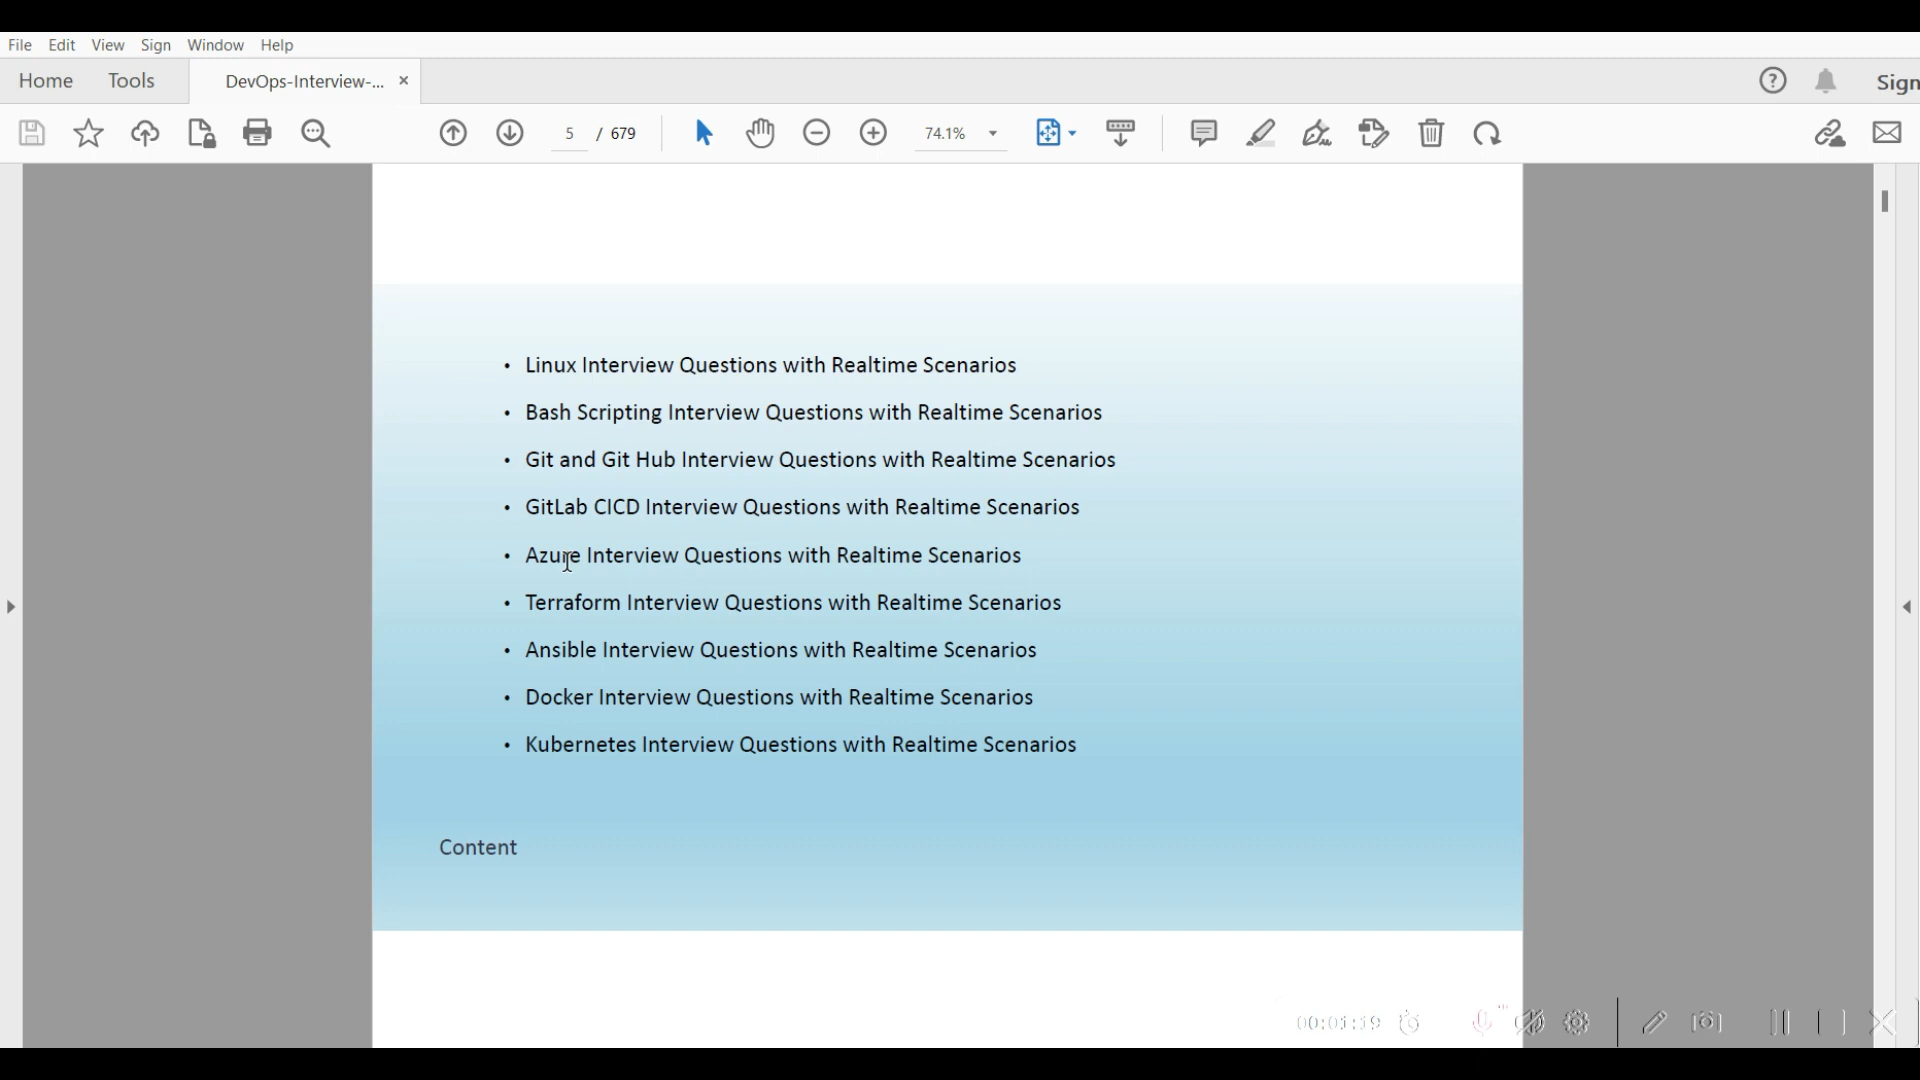 File Edit View Sign Window Help
Home Tools DevOps-Interview-... ×
Sign
5 / 679 74.1%
• Linux Interview Questions with Realtime Scenarios
• Bash Scripting Interview Questions with Realtime Scenarios
• Git and Git Hub Interview Questions with Realtime Scenarios
• GitLab CICD Interview Questions with Realtime Scenarios
• Azure Interview Questions with Realtime Scenarios
• Terraform Interview Questions with Realtime Scenarios
• Ansible Interview Questions with Realtime Scenarios
• Docker Interview Questions with Realtime Scenarios
• Kubernetes Interview Questions with Realtime Scenarios
Content
00:01:19